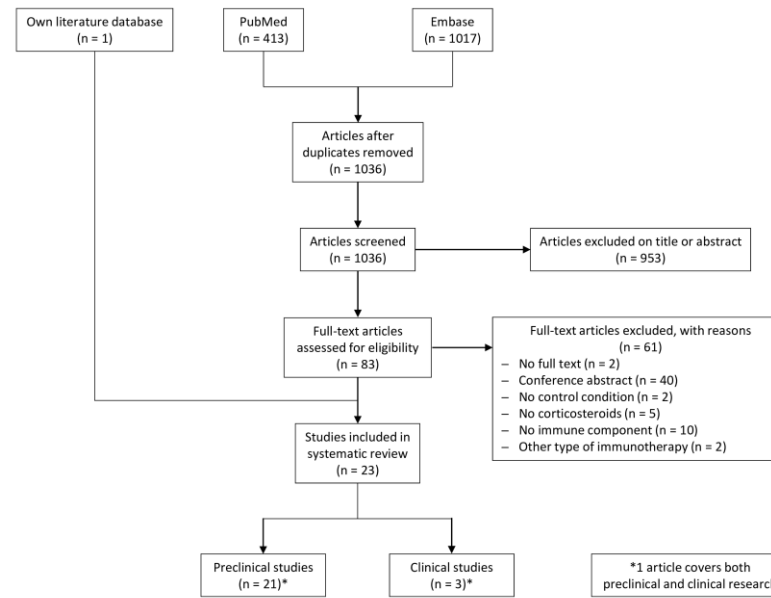 Own literature database
(n = 1)
PubMed
(n = 413)
Embase
(n = 1017)
Articles after
duplicates removed
(n = 1036)
Articles screened
(n = 1036)
Articles excluded on title or abstract
(n = 953)
Full-text articles
assessed for eligibility
(n = 83)
Full-text articles excluded, with reasons
(n = 61)
– No full text (n = 2)
– Conference abstract (n = 40)
– No control condition (n = 2)
– No corticosteroids (n = 5)
– No immune component (n = 10)
– Other type of immunotherapy (n = 2)
Studies included in
systematic review
(n = 23)
Preclinical studies
(n = 21)*
Clinical studies
(n = 3)*
*1 article covers both
preclinical and clinical research